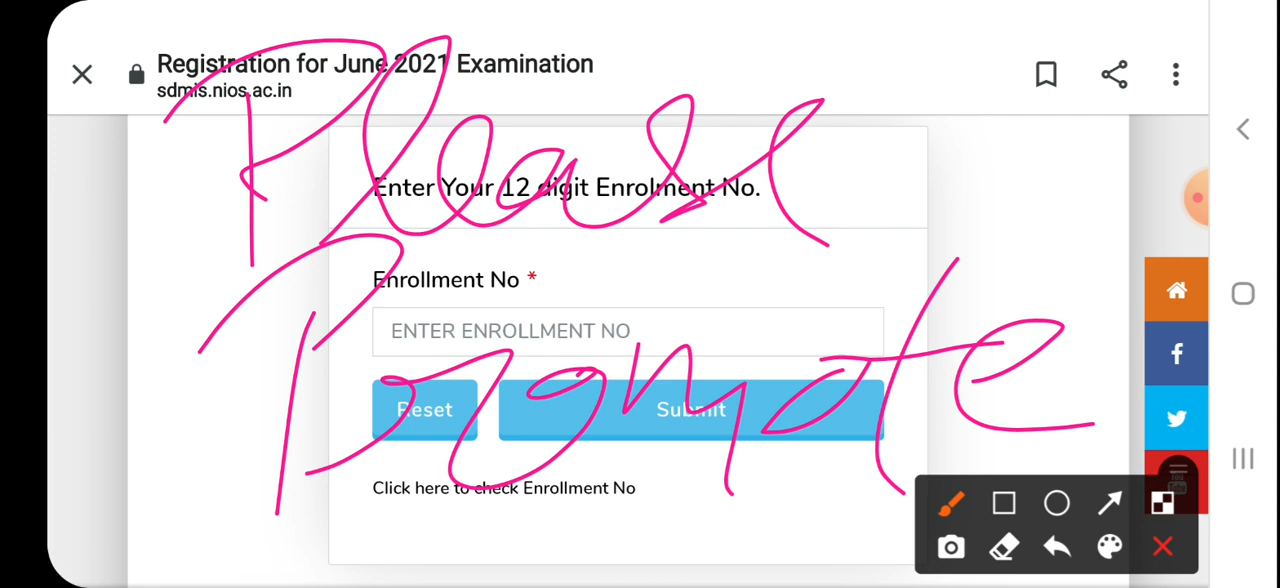 Registration for June 2021 Examination
sdmis.nios.ac.in
Please
Enter Your 12 digit Enrolment No.
Enrollment No *
ENTER ENROLLMENT NO
Reset Submit
Click here to check Enrollment No